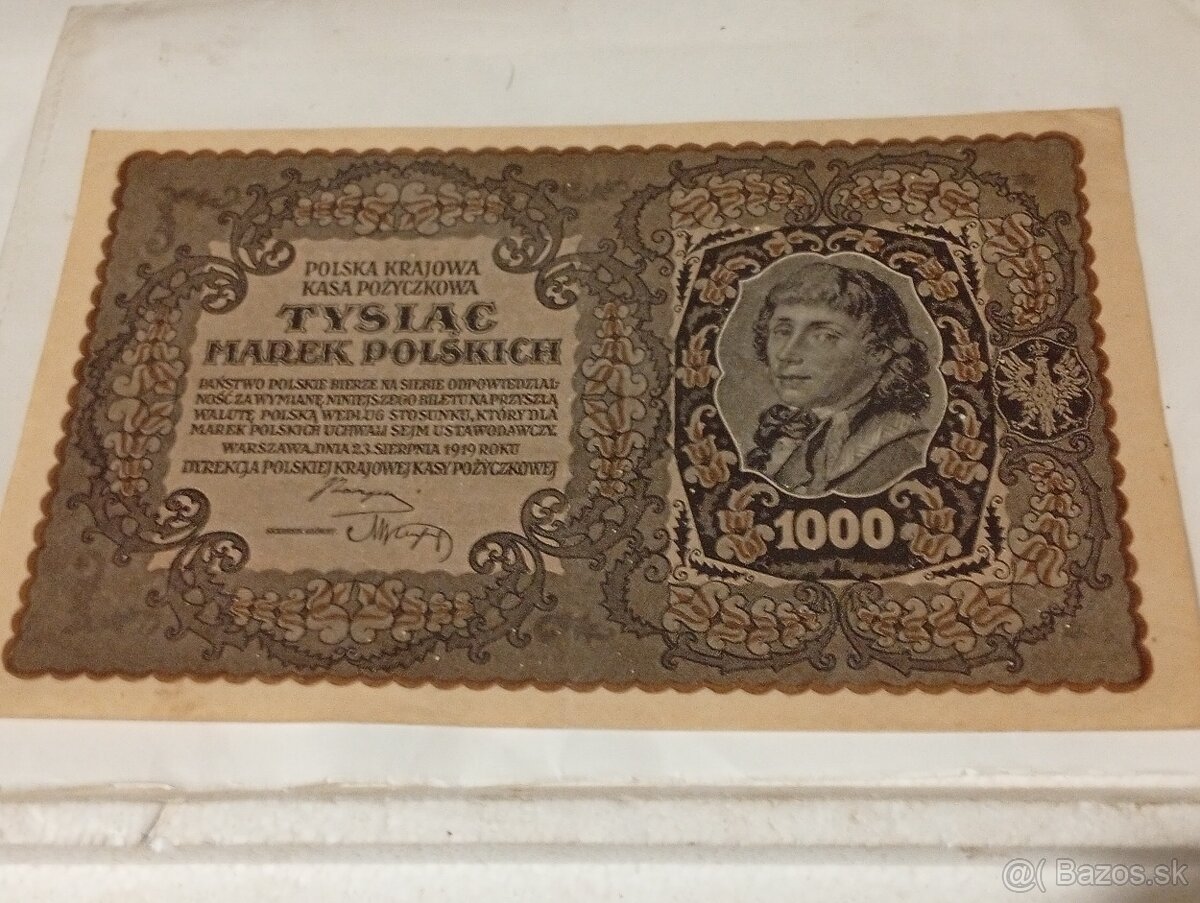 POLSKA KRAJOWA
KASA POŻYCZKOWA
TYSIĄC
MAREK POLSKICH
PAŃSTWO POLSKIE BIERZE NA SIEBIE ODPOWIEDZIAL-
NOŚĆ ZA WYMIANĘ NINIEJSZEGO BILETU NA PRZYSZŁĄ
WALUTĘ POLSKĄ WEDŁUG STOSUNKU, KTÓRY DLA
MAREK POLSKICH UCHWALI SEJM USTAWODAWCZY.
WARSZAWA, DNIA 23. SIERPNIA 1919 ROKU
DYREKCJA POLSKIEJ KRAJOWEJ KASY POŻYCZKOWEJ
1000
@( Bazos.sk